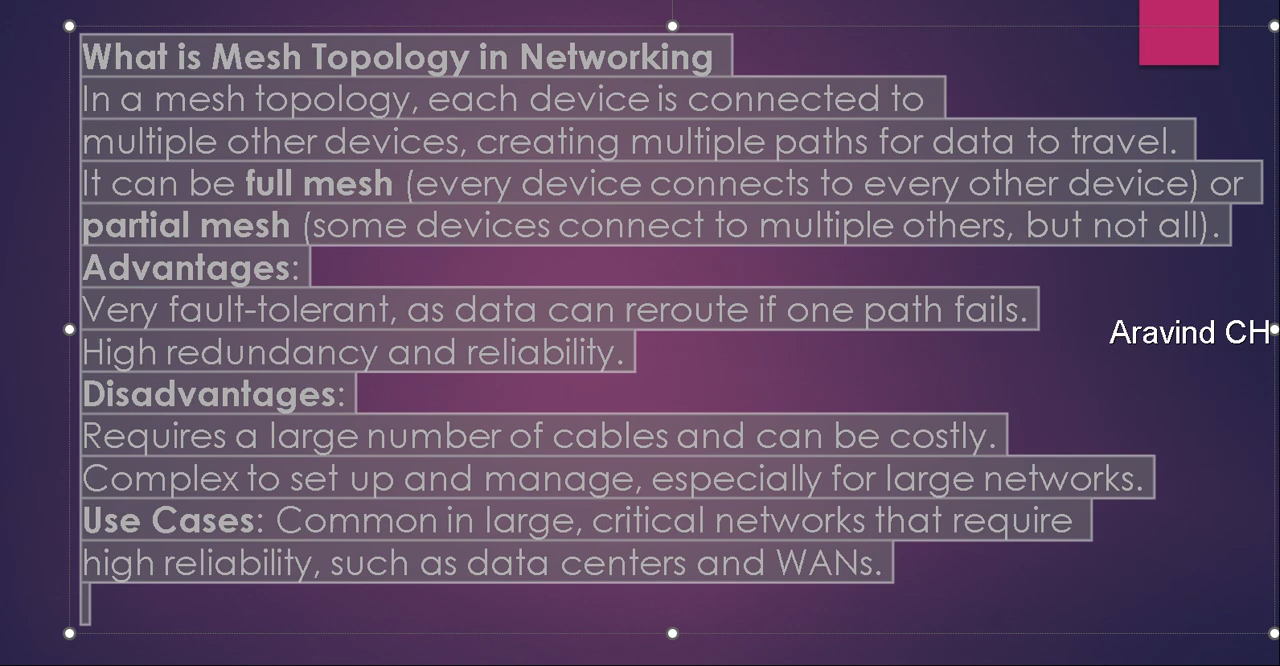 What is Mesh Topology in Networking
In a mesh topology, each device is connected to
multiple other devices, creating multiple paths for data to travel.
It can be full mesh (every device connects to every other device) or
partial mesh (some devices connect to multiple others, but not all).
Advantages:
Very fault-tolerant, as data can reroute if one path fails.
High redundancy and reliability.
Aravind CH
Disadvantages:
Requires a large number of cables and can be costly.
Complex to set up and manage, especially for large networks.
Use Cases: Common in large, critical networks that require
high reliability, such as data centers and WANs.